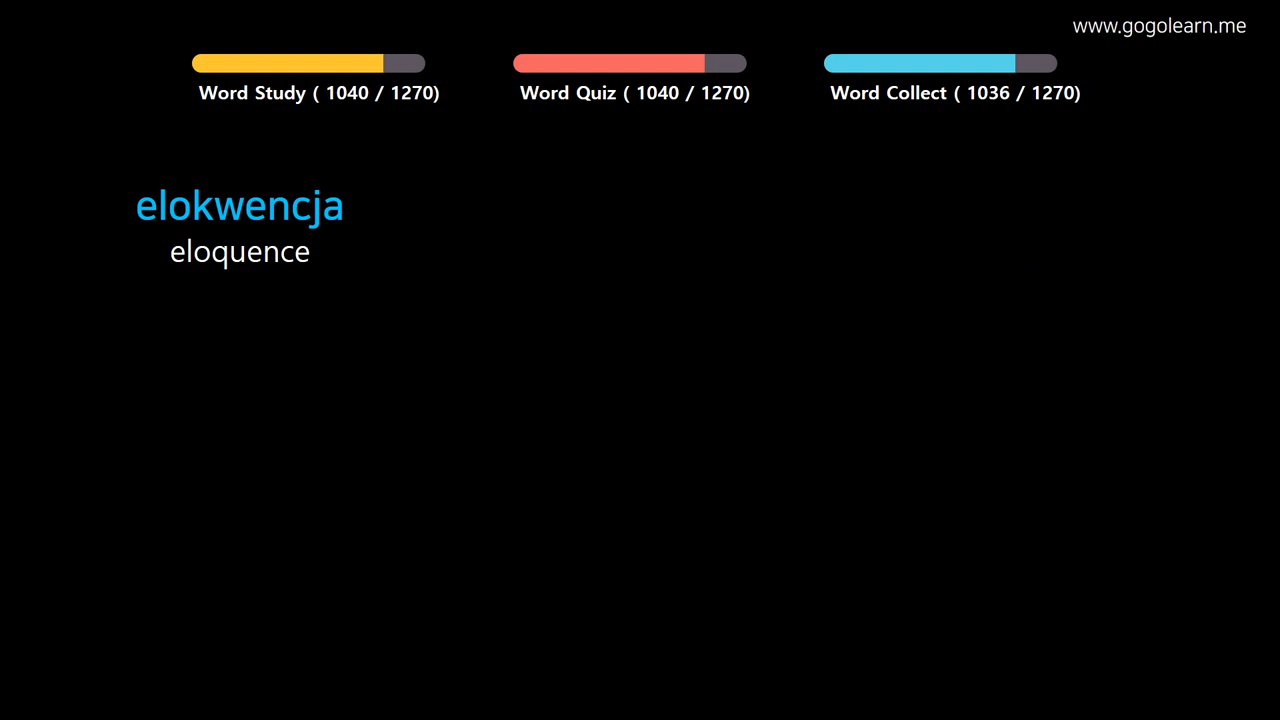 www.gogolearn.me
Word Study ( 1040 / 1270)
Word Quiz ( 1040 / 1270)
Word Collect ( 1036 / 1270)
elokwencja
eloquence